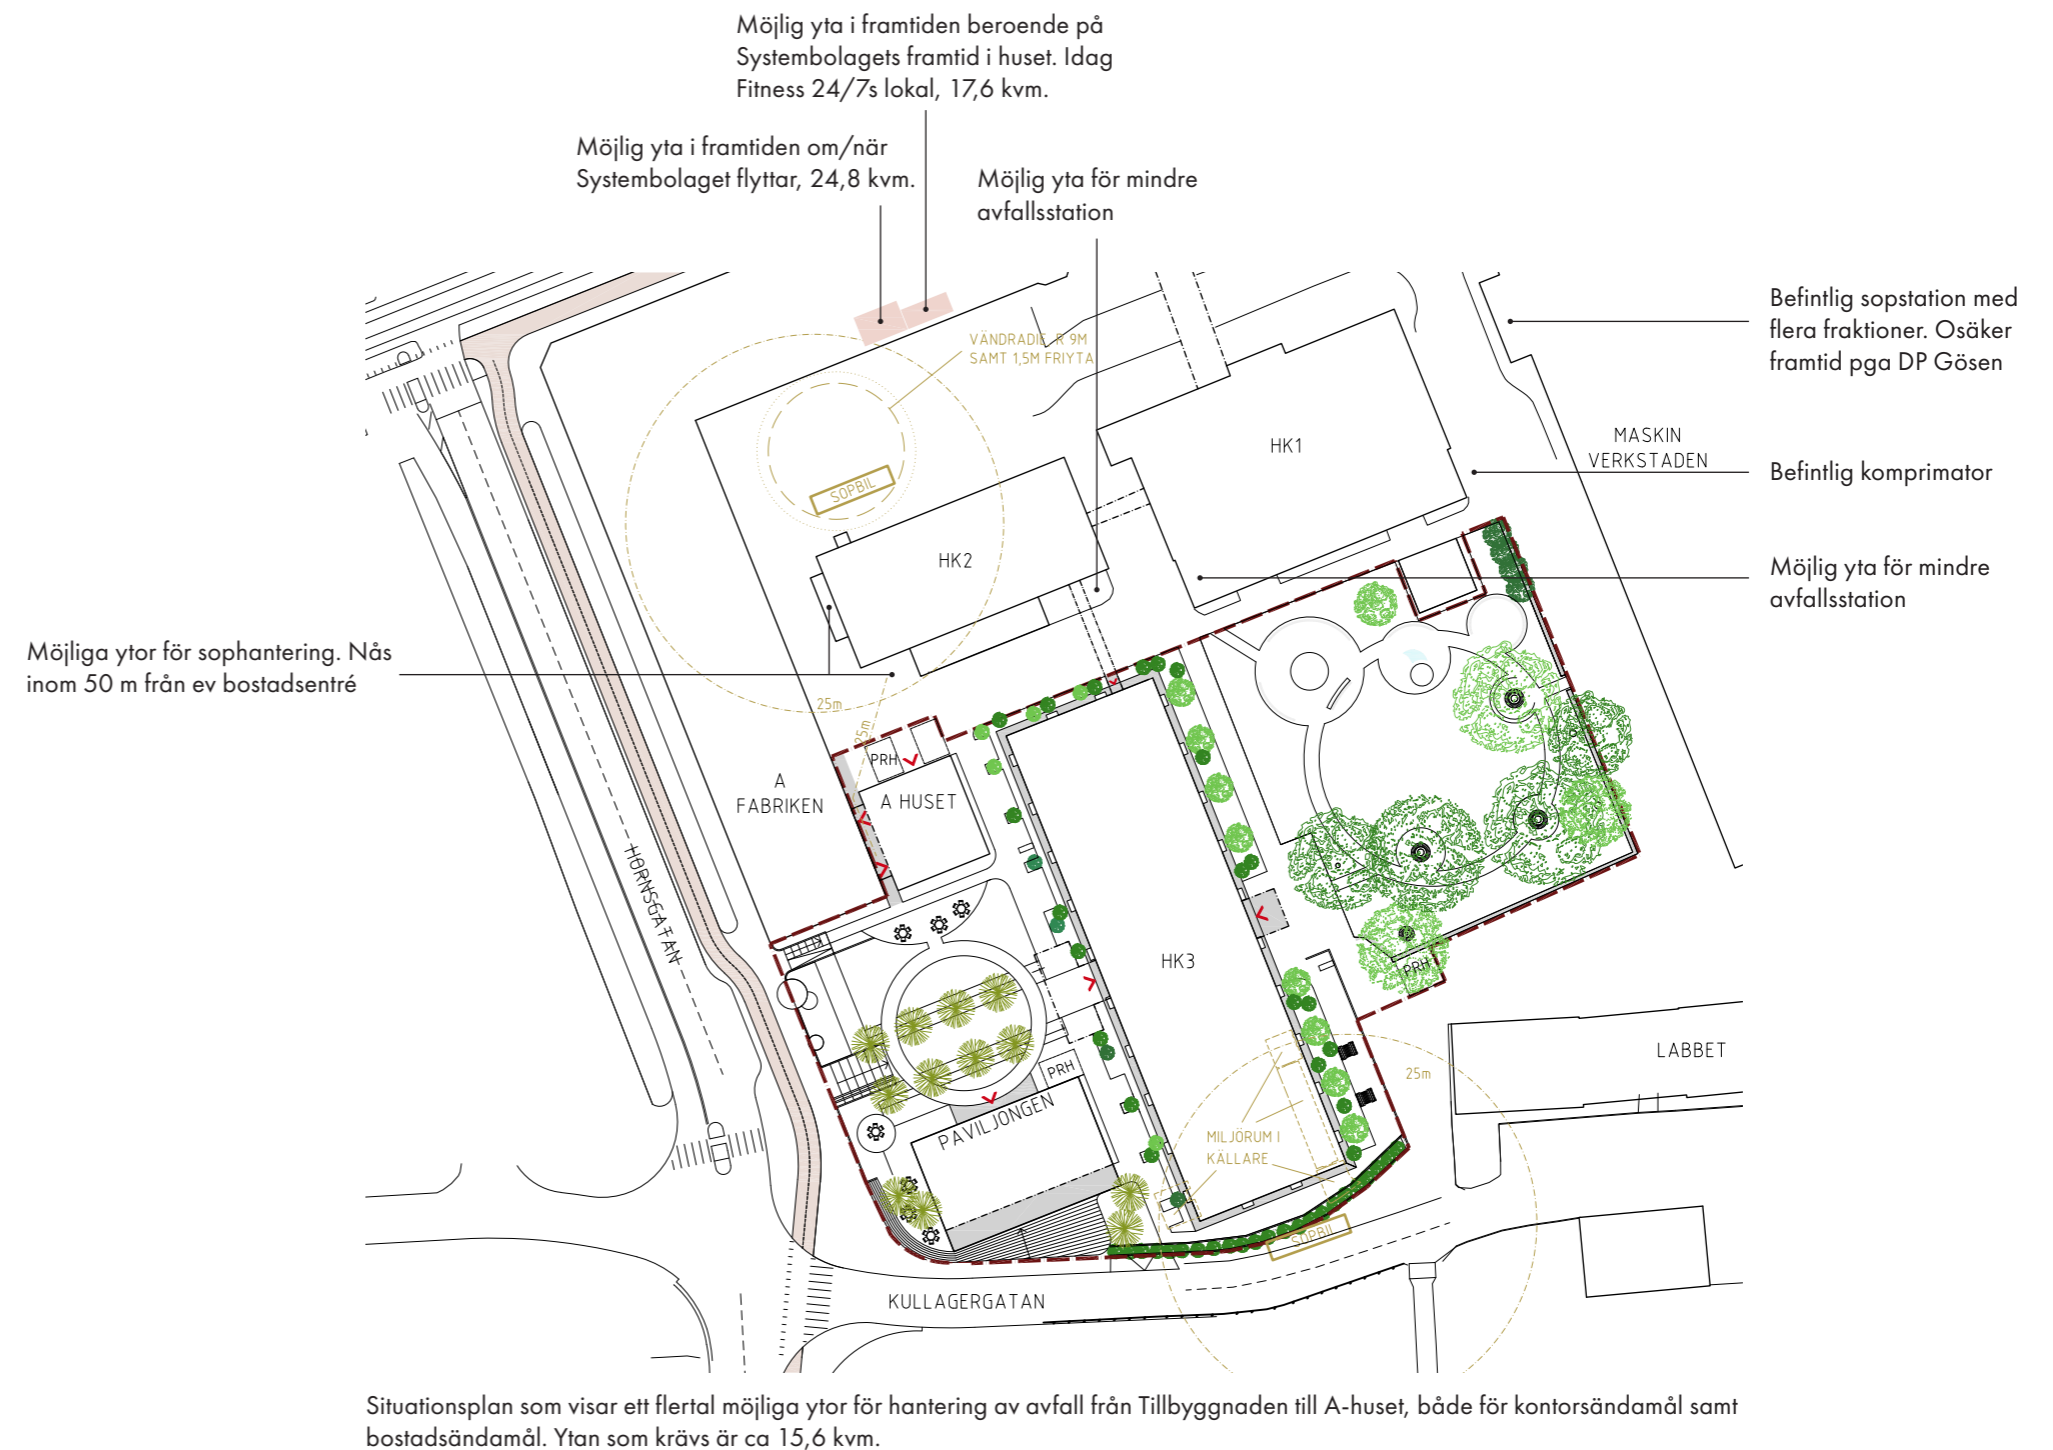 Möjlig yta i framtiden beroende på
Systembolagets framtid i huset. Idag
Fitness 24/7s lokal, 17,6 kvm.
Möjlig yta i framtiden om/när
Systembolaget flyttar, 24,8 kvm.
Möjlig yta för mindre
avfallsstation
Befintlig sopstation med
flera fraktioner. Osäker
framtid pga DP Gösen
VÄNDRADIE R 9M
SAMT 1,5M FRIYTA
MASKIN
VERKSTADEN
HK1
Befintlig komprimator
SOPBIL
HK2
Möjlig yta för mindre
avfallsstation
Möjliga ytor för sophantering. Nås
inom 50 m från ev bostadsentré
25m
25m
PRH
A
FABRIKEN
A HUSET
HORNSGATAN
HK3
PRH
LABBET
PRH
25m
PAVILJONGEN
MILJÖRUM I
KÄLLARE
SOPBIL
KULLAGERGATAN
Situationsplan som visar ett flertal möjliga ytor för hantering av avfall från Tillbyggnaden till A-huset, både för kontorsändamål samt
bostadsändamål. Ytan som krävs är ca 15,6 kvm.